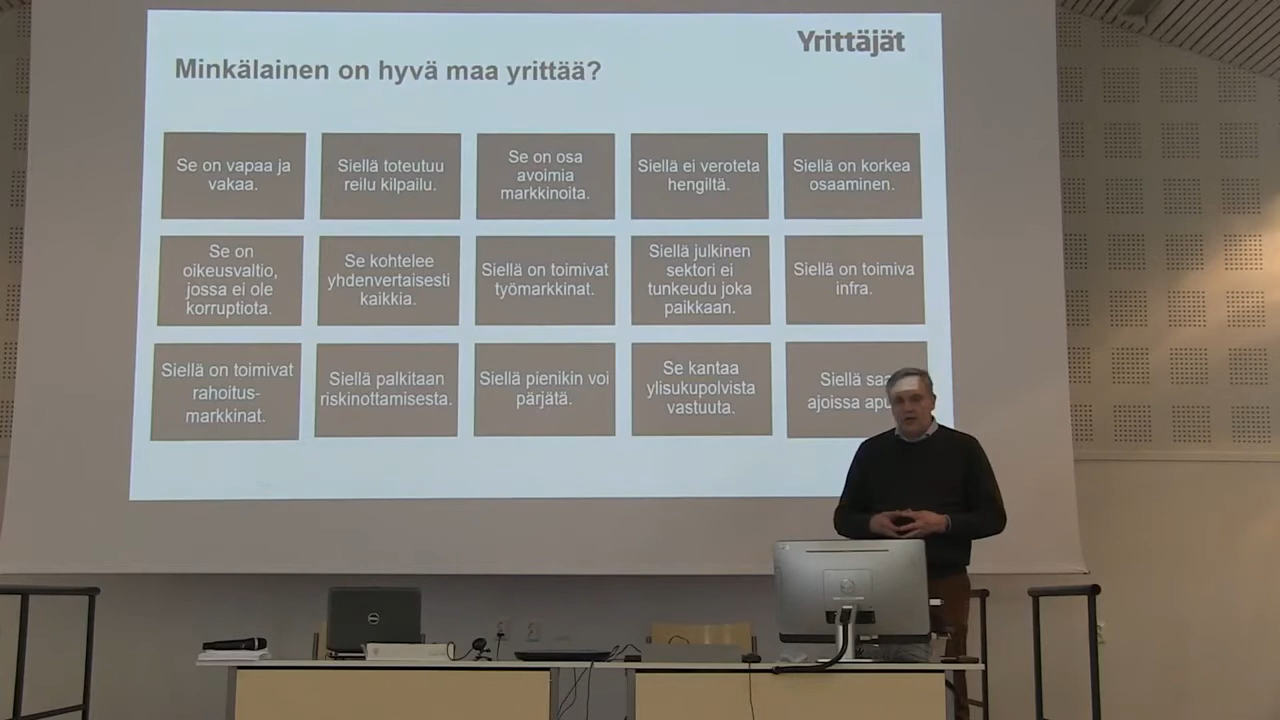 Yrittäjät
Minkälainen on hyvä maa yrittää?
Se on vapaa ja
vakaa.
Siellä toteutuu
reilu kilpailu.
Se on osa
avoimia
markkinoita.
Siellä ei veroteta
hengiltä.
Siellä on korkea
osaaminen.
Se on
oikeusvaltio,
jossa ei ole
korruptiota.
Se kohtelee
yhdenvertaisesti
kaikkia.
Siellä on toimivat
työmarkkinat.
Siellä julkinen
sektori ei
tunkeudu joka
paikkaan.
Siellä on toimiva
infra.
Siellä on toimivat
rahoitus-
markkinat.
Siellä palkitaan
riskinottamisesta.
Siellä pienikin voi
pärjätä.
Se kantaa
ylisukupolvista
vastuuta.
Siellä
ajoissa
DELL